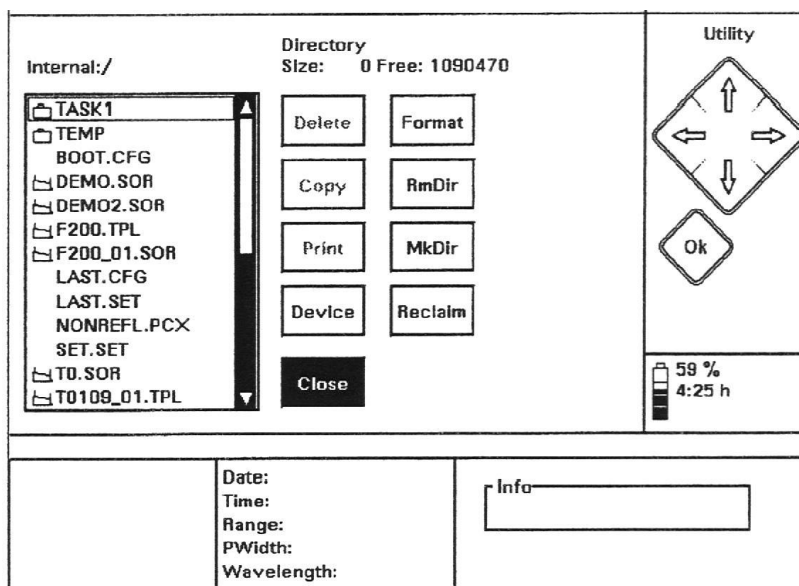 Internal:/
Directory
Size: 0 Free: 1090470
TASK1
TEMP
BOOT.CFG
DEMO.SOR
DEMO2.SOR
F200.TPL
F200_01.SOR
LAST.CFG
LAST.SET
NONREFL.PCX
SET.SET
T0.SOR
T0109_01.TPL
Delete
Format
Copy
RmDir
Print
MkDir
Device
Reclaim
Close
Utility
Ok
59 %
4:25 h
Date:
Time:
Range:
PWidth:
Wavelength:
Info